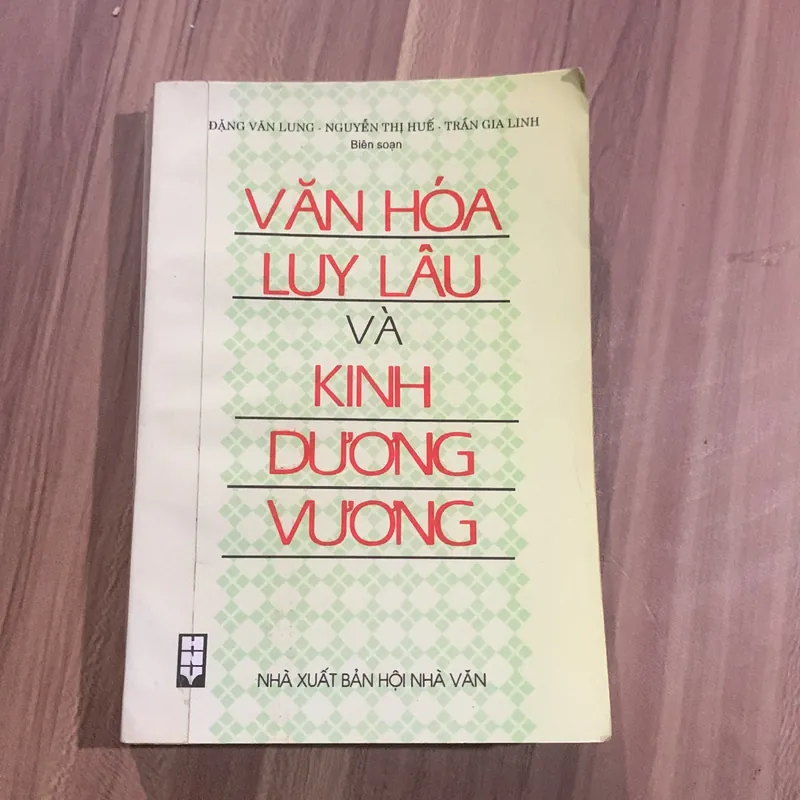 ĐẶNG VĂN LUNG - NGUYỄN THỊ HUẾ - TRẦN GIA LINH
Biên soạn
VĂN HÓA
LUY LÂU
VÀ
KINH
DƯƠNG
VƯƠNG
HNV
NHÀ XUẤT BẢN HỘI NHÀ VĂN